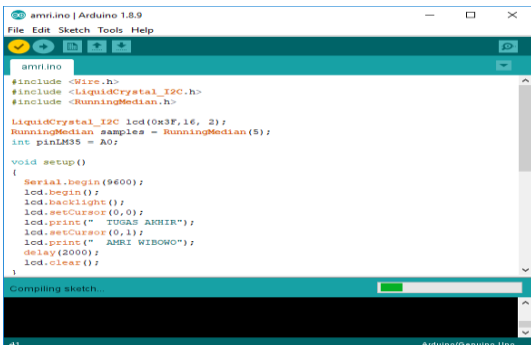 amri.ino | Arduino 1.8.9
File Edit Sketch Tools Help
amri.ino
#include <Wire.h>
#include <LiquidCrystal_I2C.h>
#include <RunningMedian.h>
LiquidCrystal_I2C lcd(0x3F,16, 2);
RunningMedian samples = RunningMedian(5);
int pinLM35 = A0;
void setup()
{
Serial.begin(9600);
lcd.begin();
lcd.backlight();
lcd.setCursor(0,0);
lcd.print("  TUGAS AKHIR");
lcd.setCursor(0,1);
lcd.print("  AMRI WIBOWO");
delay(2000);
lcd.clear();
}
Compiling sketch...
Arduino/Genuino Uno